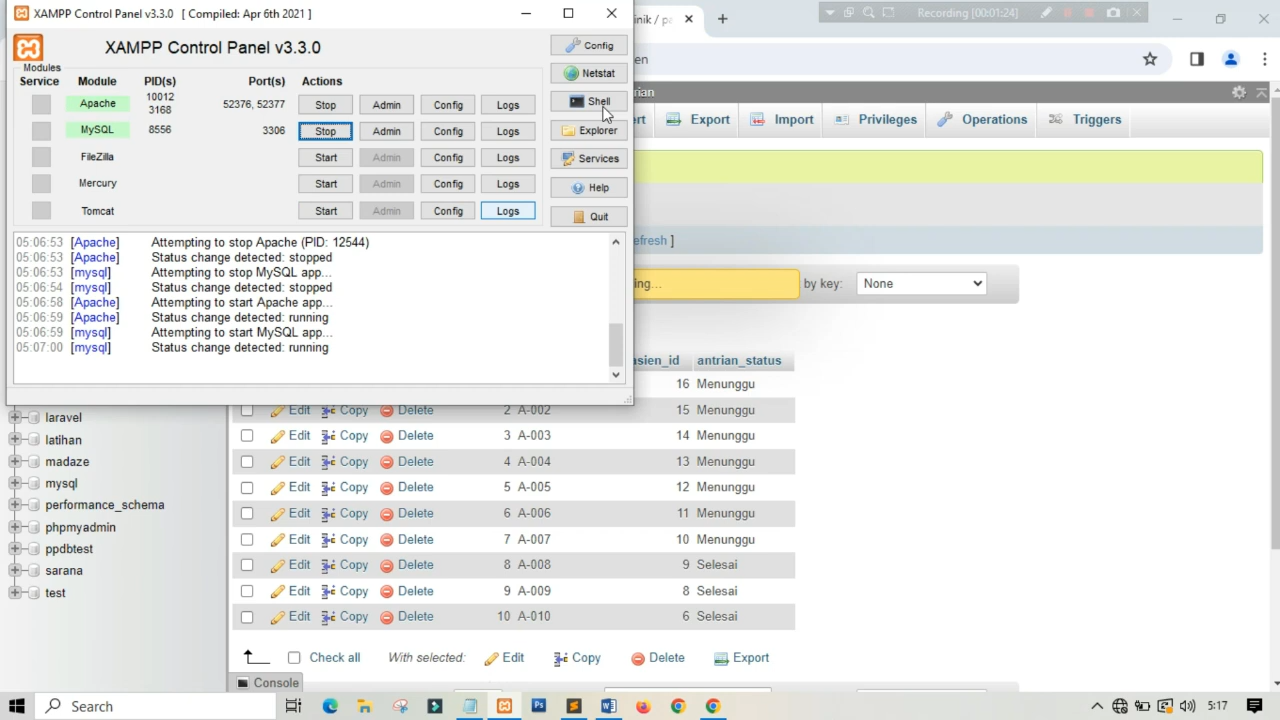 XAMPP Control Panel v3.3.0 [ Compiled: Apr 6th 2021 ]
inik / pa
Recording [00:01:24]
XAMPP Control Panel v3.3.0
Config
en
Modules
Service Module PID(s) Port(s) Actions
Netstat
Apache 10012 3168 52376, 52377 Stop Admin Config Logs
Shell
rian
MySQL 8556 3306 Stop Admin Config Logs
Explorer
rt Export Import Privileges Operations Triggers
FileZilla Start Admin Config Logs
Services
Mercury Start Admin Config Logs
Help
Tomcat Start Admin Config Logs
Quit
05:06:53 [Apache] Attempting to stop Apache (PID: 12544)
05:06:53 [Apache] Status change detected: stopped
05:06:53 [mysql] Attempting to stop MySQL app...
05:06:54 [mysql] Status change detected: stopped
05:06:58 [Apache] Attempting to start Apache app...
05:06:59 [Apache] Status change detected: running
05:06:59 [mysql] Attempting to start MySQL app...
05:07:00 [mysql] Status change detected: running
efresh ]
ing... by key: None
asien_id antrian_status
16 Menunggu
Edit Copy Delete 2 A-002 15 Menunggu
Edit Copy Delete 3 A-003 14 Menunggu
Edit Copy Delete 4 A-004 13 Menunggu
Edit Copy Delete 5 A-005 12 Menunggu
Edit Copy Delete 6 A-006 11 Menunggu
Edit Copy Delete 7 A-007 10 Menunggu
Edit Copy Delete 8 A-008 9 Selesai
Edit Copy Delete 9 A-009 8 Selesai
Edit Copy Delete 10 A-010 6 Selesai
laravel
latihan
madaze
mysql
performance_schema
phpmyadmin
ppdbtest
sarana
test
Check all With selected: Edit Copy Delete Export
Console
Search
Ps
5:17